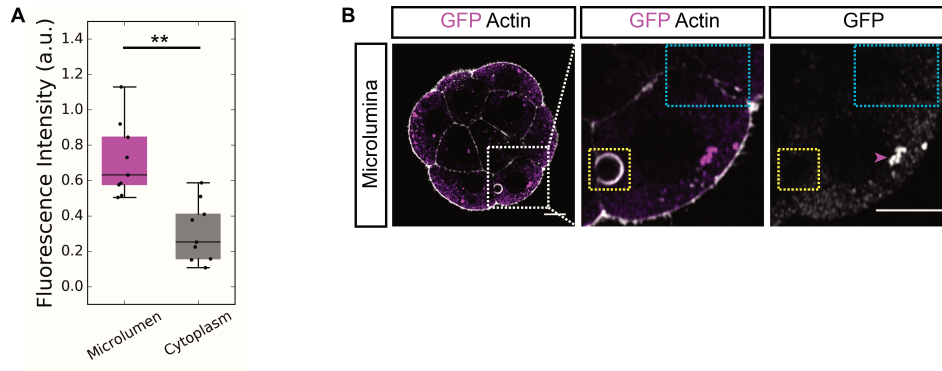 A
Fluorescence Intensity (a.u.)
1.4
1.2
1.0
0.8
0.6
0.4
0.2
0.0
**
Microlumen
Cytoplasm
B
GFP Actin
GFP Actin
GFP
Microlumina